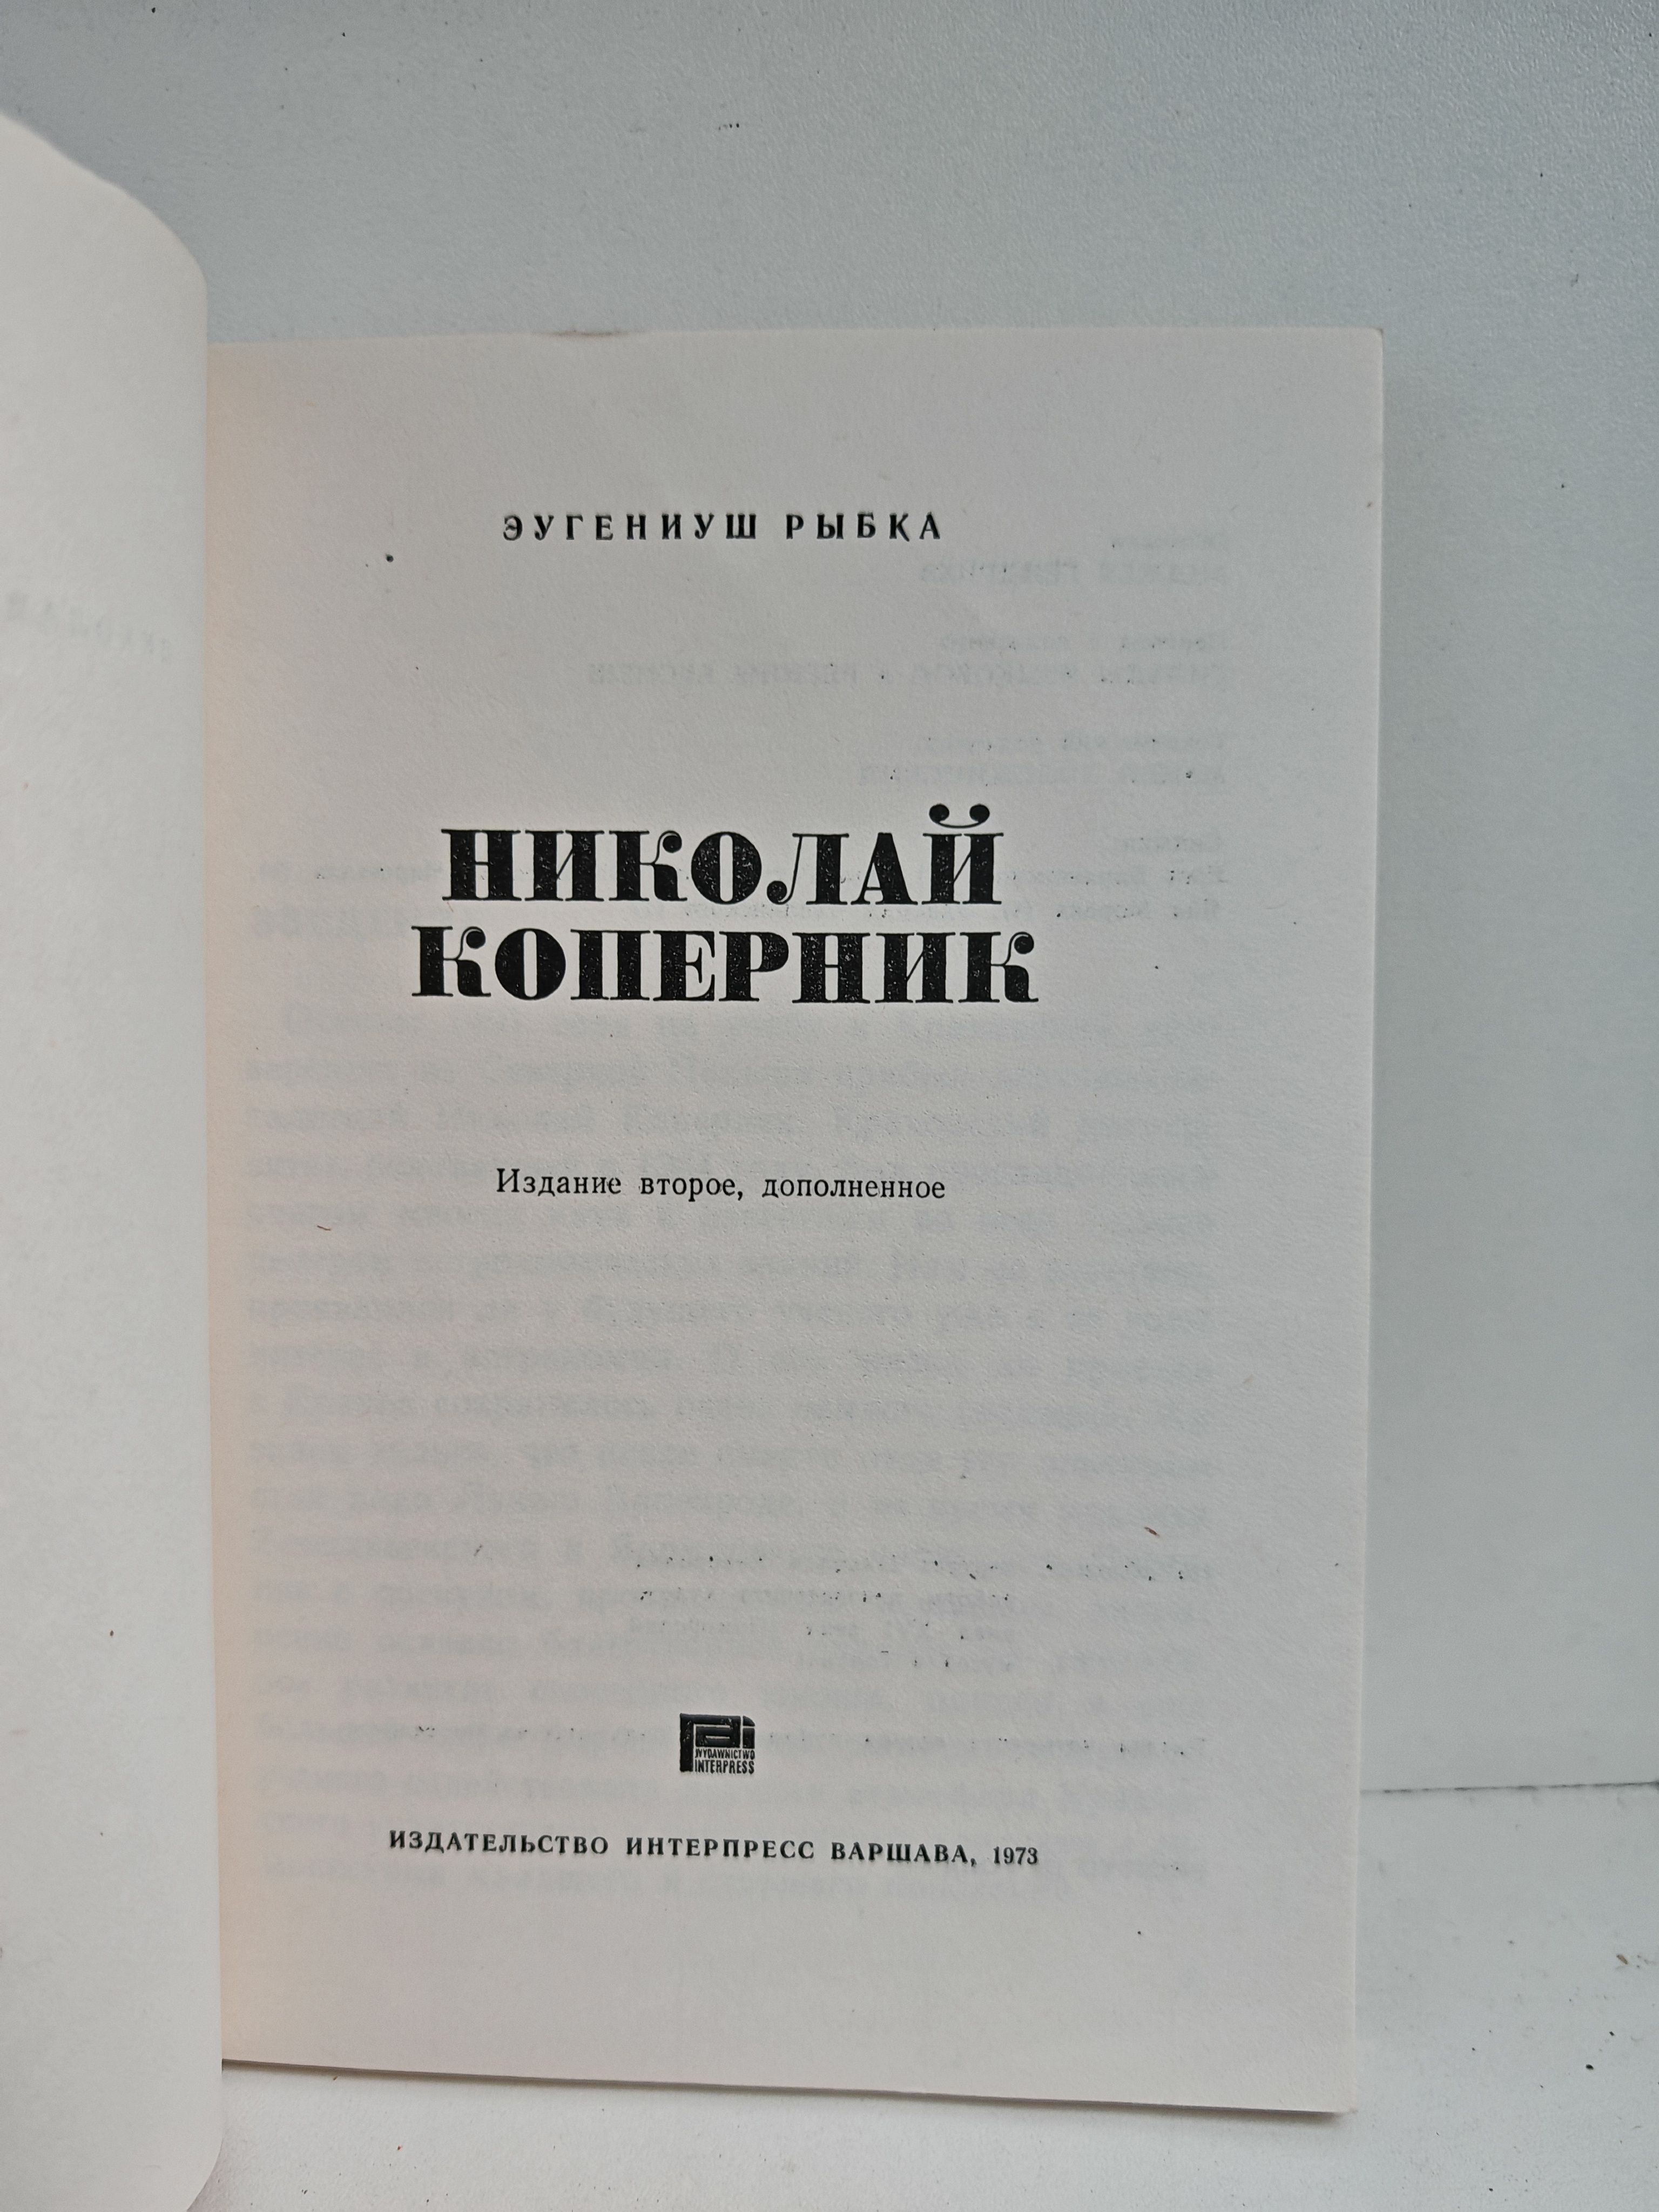 ЭУГЕНИУШ РЫБКА
НИКОЛАЙ
КОПЕРНИК
Издание второе, дополненное
WYDAWNICTWO
INTERPRESS
ИЗДАТЕЛЬСТВО ИНТЕРПРЕСС ВАРШАВА, 1973